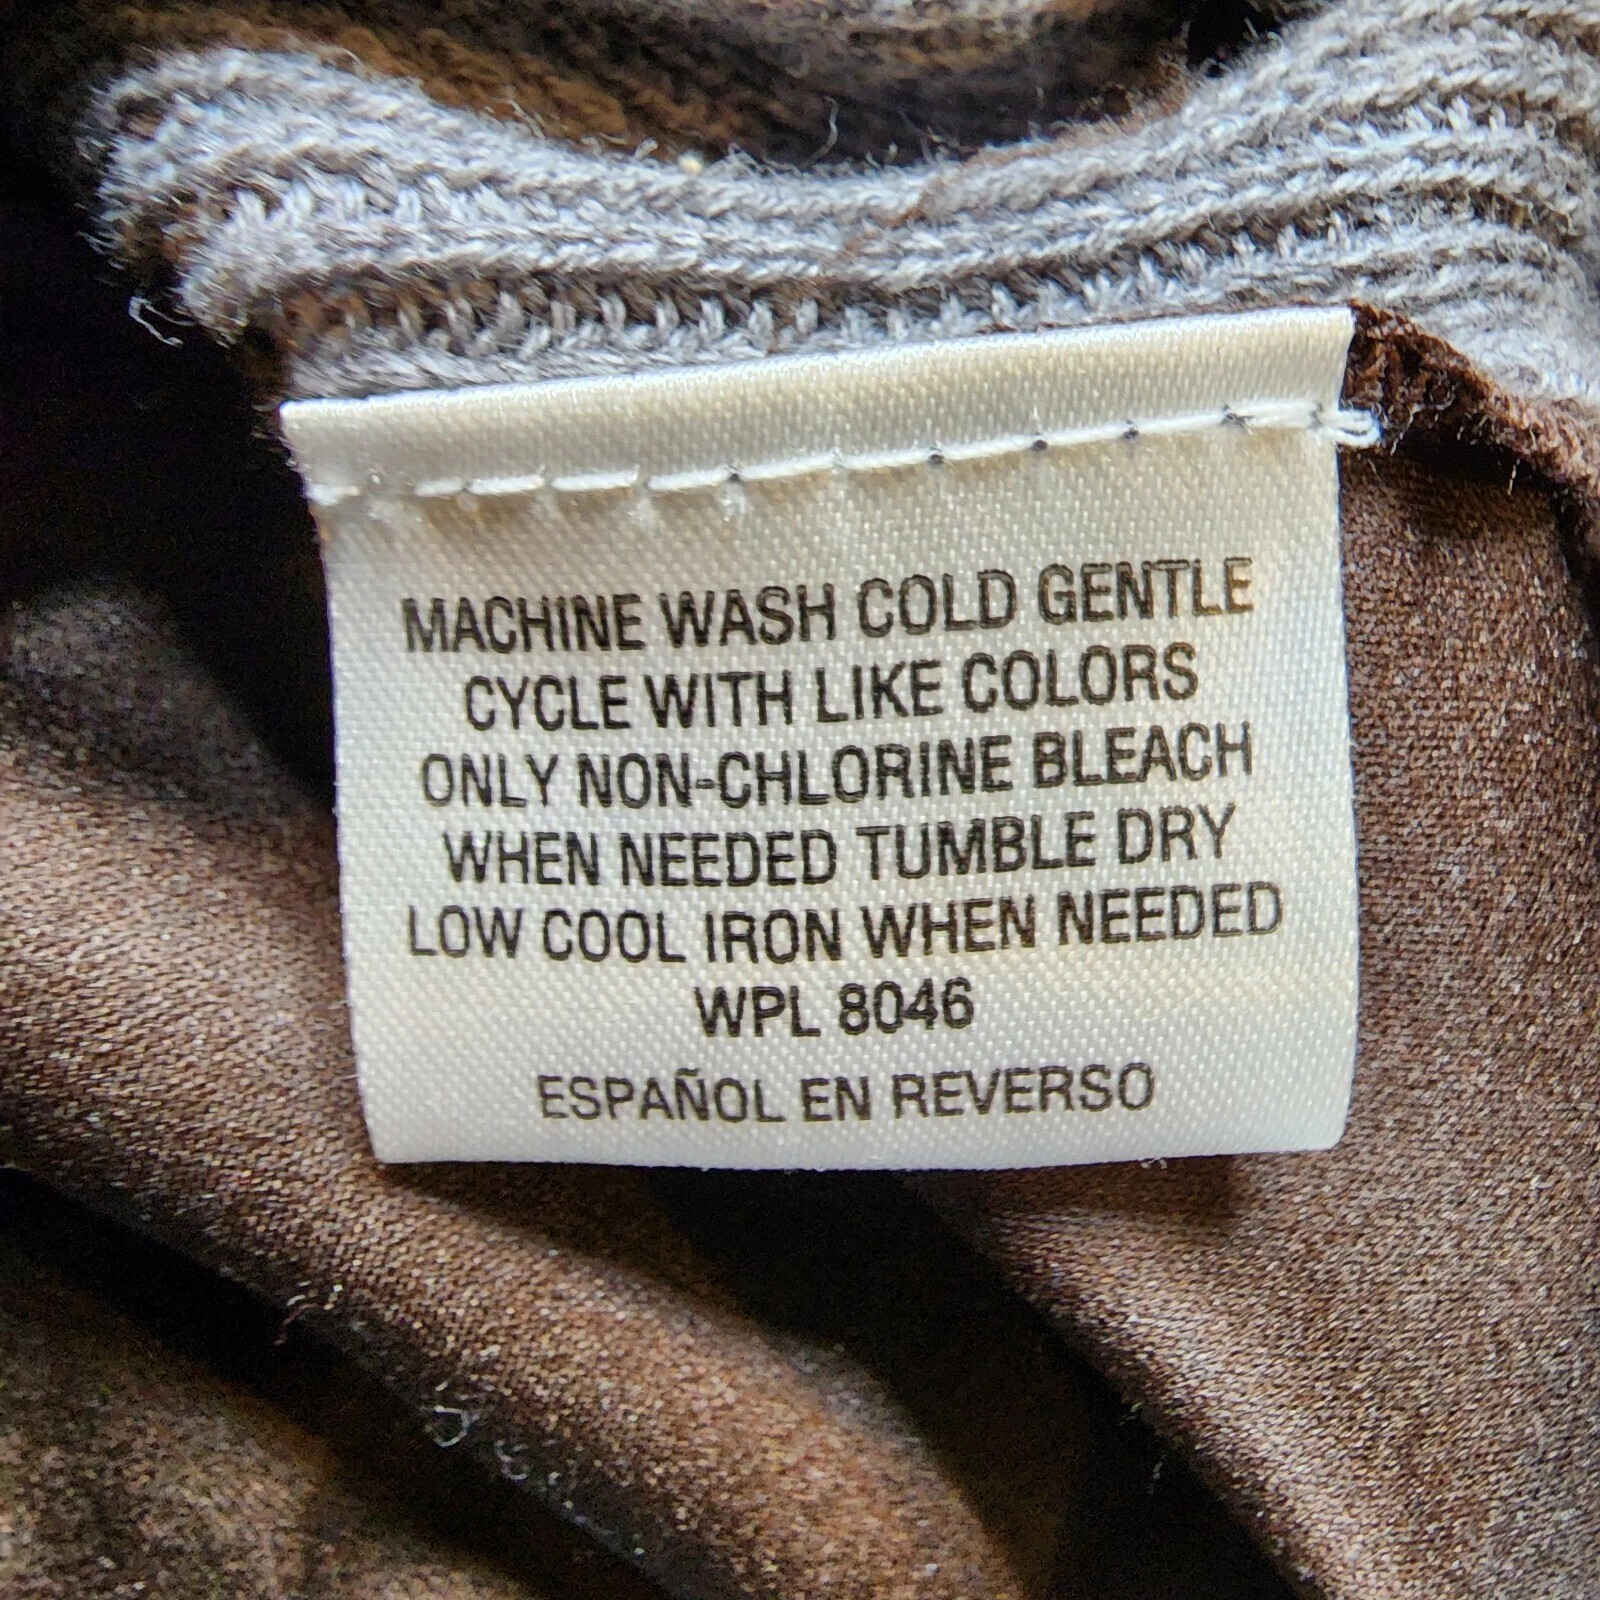 MACHINE WASH COLD GENTLE
CYCLE WITH LIKE COLORS
ONLY NON-CHLORINE BLEACH
WHEN NEEDED TUMBLE DRY
LOW COOL IRON WHEN NEEDED
WPL 8046
ESPAÑOL EN REVERSO